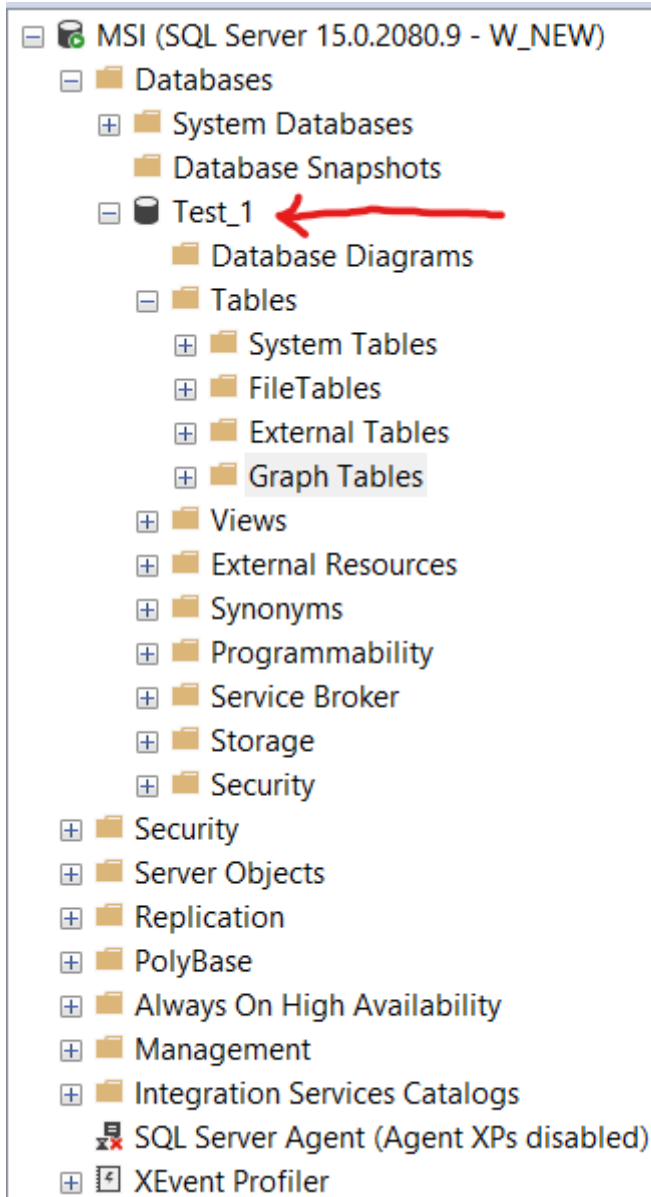 MSI (SQL Server 15.0.2080.9 - W_NEW)
Databases
System Databases
Database Snapshots
Test_1
Database Diagrams
Tables
System Tables
FileTables
External Tables
Graph Tables
Views
External Resources
Synonyms
Programmability
Service Broker
Storage
Security
Security
Server Objects
Replication
PolyBase
Always On High Availability
Management
Integration Services Catalogs
SQL Server Agent (Agent XPs disabled)
XEvent Profiler